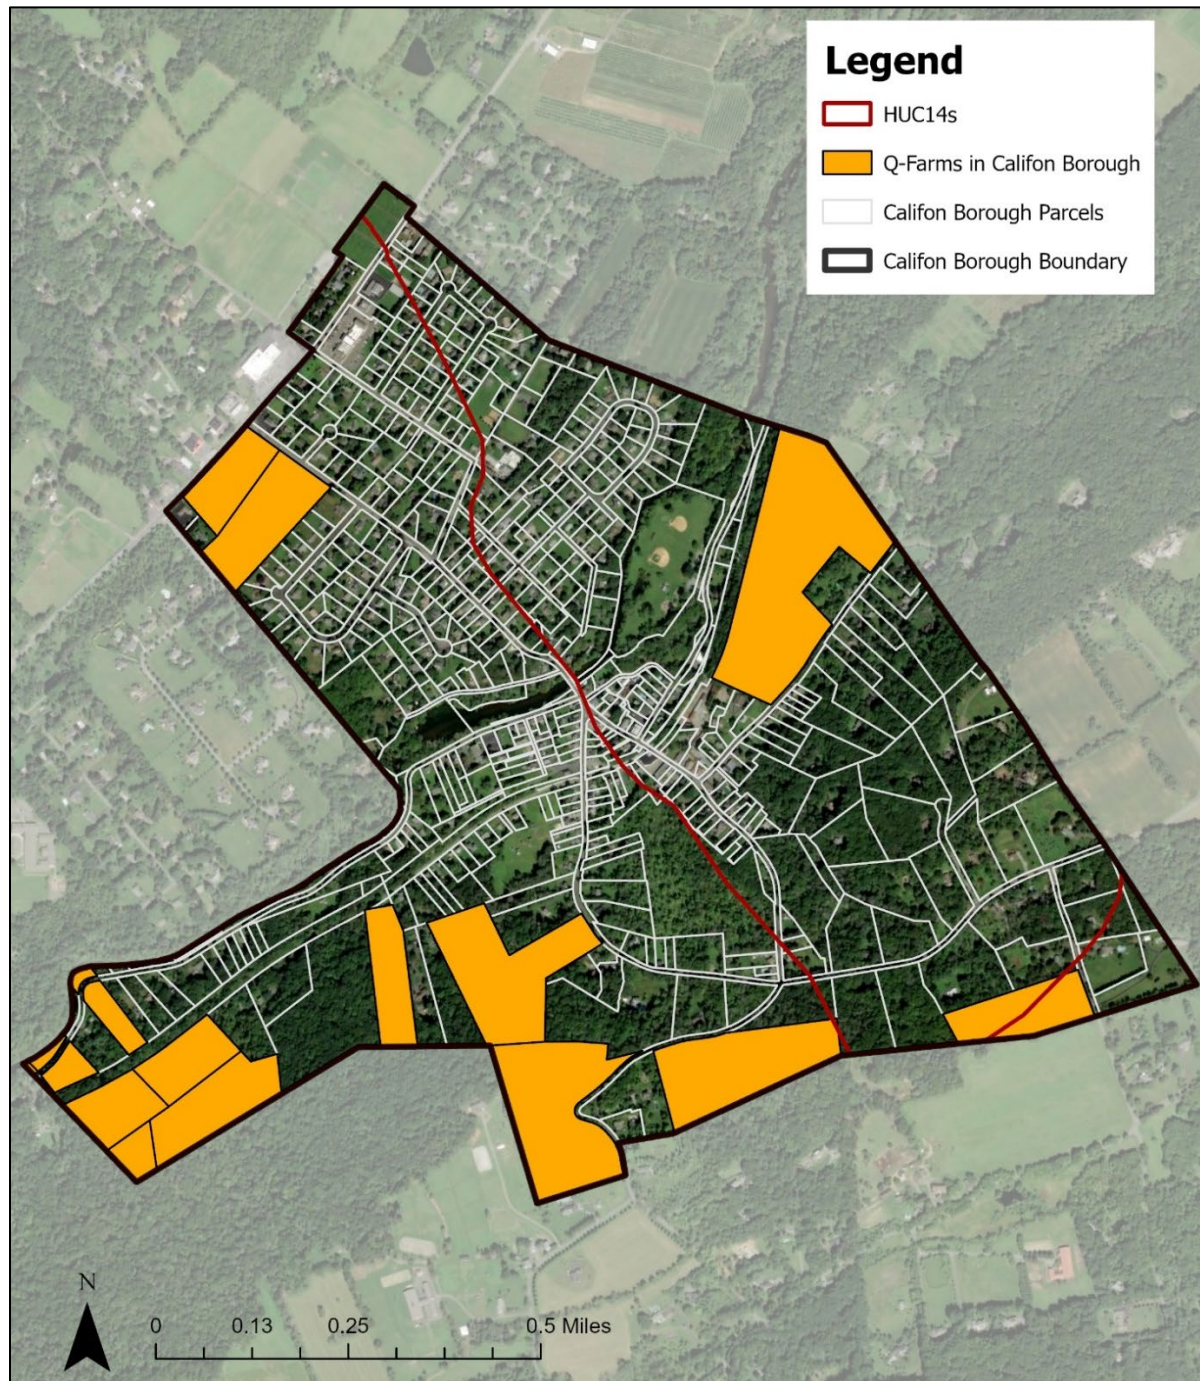 Legend
HUC14s
Q-Farms in Califon Borough
Califon Borough Parcels
Califon Borough Boundary
N
0 0.13 0.25 0.5 Miles